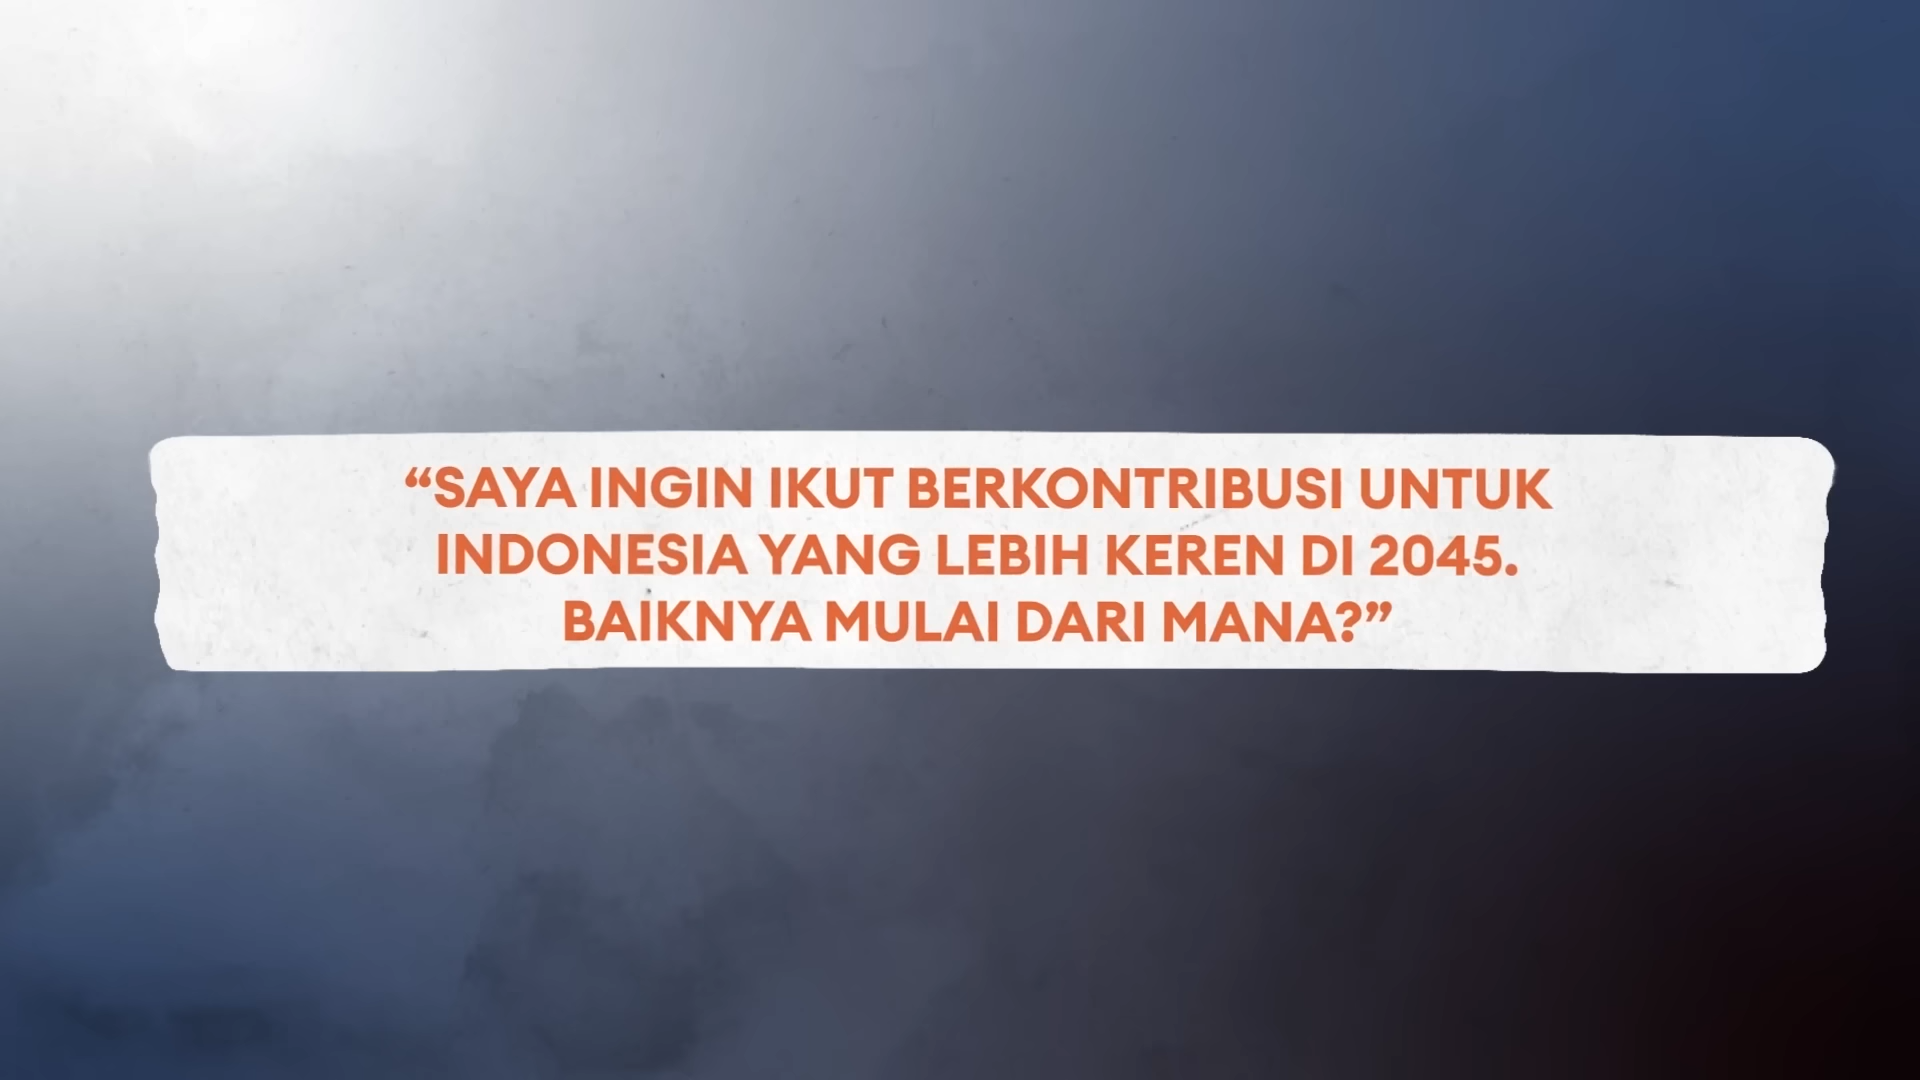 “SAYA INGIN IKUT BERKONTRIBUSI UNTUK
INDONESIA YANG LEBIH KEREN DI 2045.
BAIKNYA MULAI DARI MANA?”